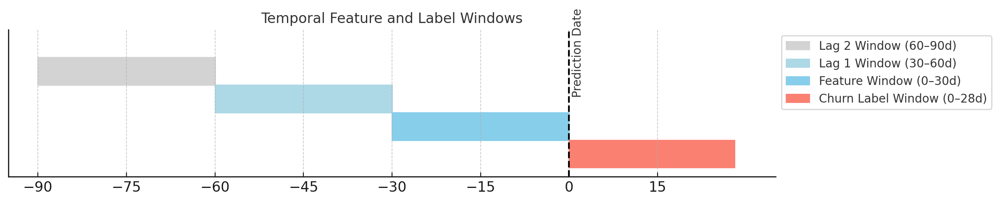 Temporal Feature and Label Windows
Prediction Date
Lag 2 Window (60–90d)
Lag 1 Window (30–60d)
Feature Window (0–30d)
Churn Label Window (0–28d)
−90
−75
−60
−45
−30
−15
0
15